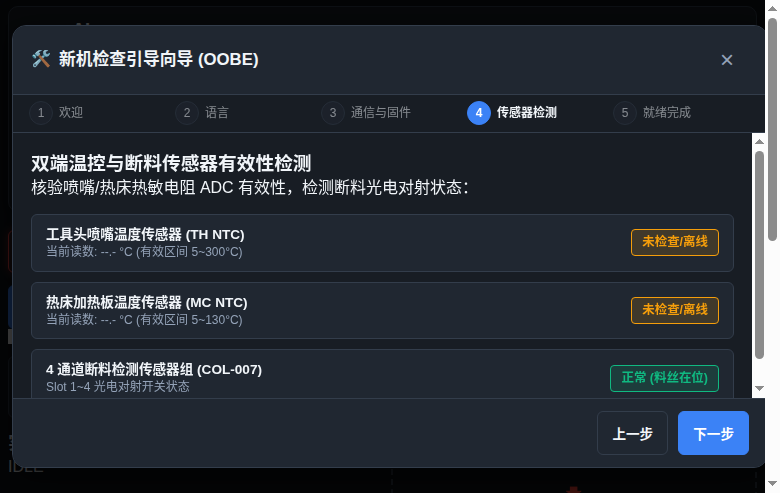 🛠️ 新机检查引导向导 (OOBE)
×
1 欢迎 2 语言 3 通信与固件 4 传感器检测 5 就绪完成
双端温控与断料传感器有效性检测
核验喷嘴/热床热敏电阻 ADC 有效性，检测断料光电对射状态：
工具头喷嘴温度传感器 (TH NTC)
当前读数: --.- °C (有效区间 5~300°C)
未检查/离线
热床加热板温度传感器 (MC NTC)
当前读数: --.- °C (有效区间 5~130°C)
未检查/离线
4 通道断料检测传感器组 (COL-007)
Slot 1~4 光电对射开关状态
正常 (料丝在位)
上一步 下一步